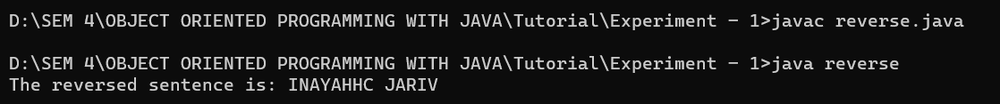 D:\SEM 4\OBJECT ORIENTED PROGRAMMING WITH JAVA\Tutorial\Experiment - 1>javac reverse.java
D:\SEM 4\OBJECT ORIENTED PROGRAMMING WITH JAVA\Tutorial\Experiment - 1>java reverse
The reversed sentence is: INAYAHHC JARIV